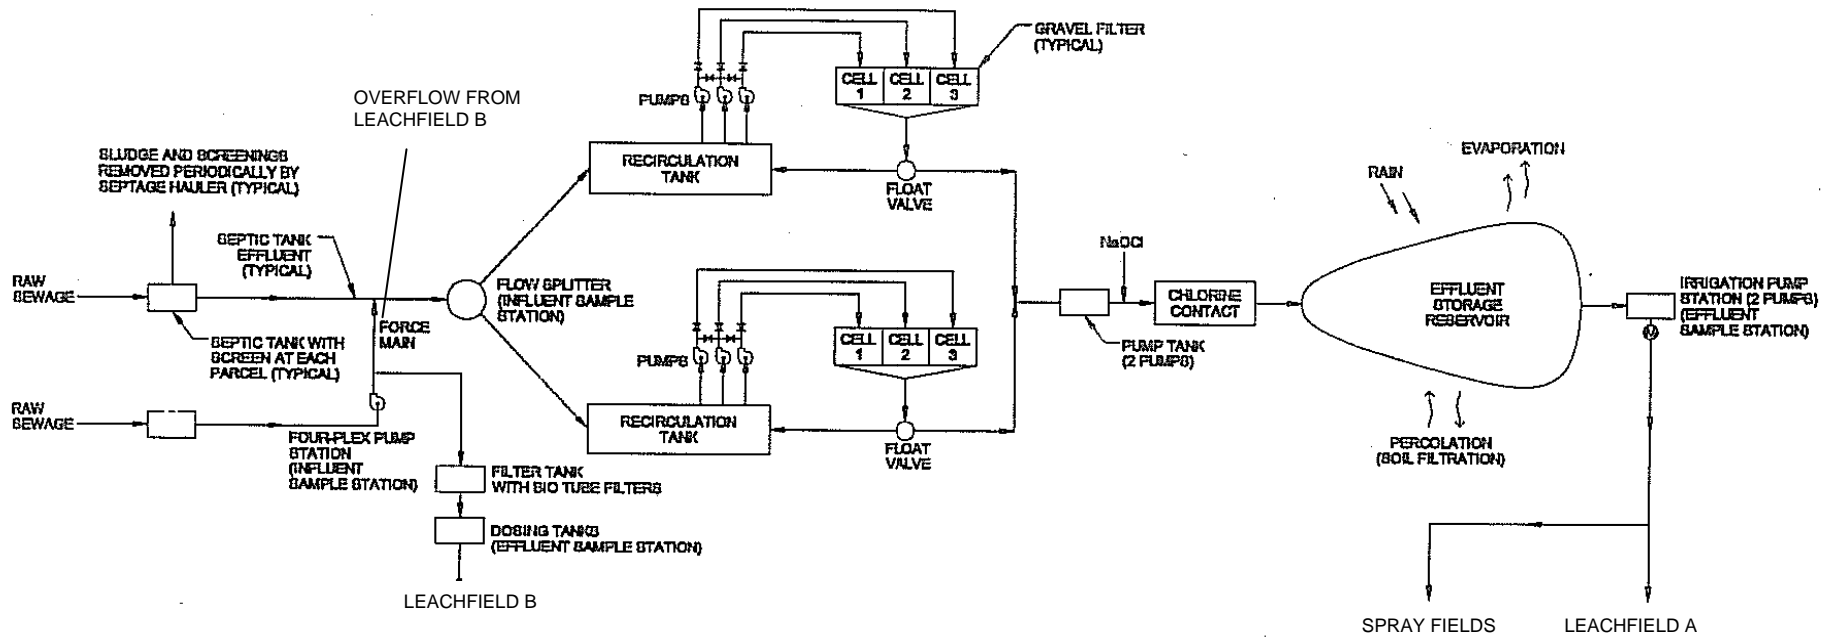 GRAVEL FILTER
(TYPICAL)
CELL
1
CELL
2
CELL
3
PUMPS
OVERFLOW FROM
LEACHFIELD B
SLUDGE AND SCREENINGS
REMOVED PERIODICALLY BY
SEPTAGE HAULER (TYPICAL)
RECIRCULATION
TANK
FLOAT
VALVE
EVAPORATION
RAIN
SEPTIC TANK
EFFLUENT
(TYPICAL)
NaOCl
RAW
SEWAGE
FLOW SPLITTER
(INFLUENT SAMPLE
STATION)
CHLORINE
CONTACT
EFFLUENT
STORAGE
RESERVOIR
IRRIGATION PUMP
STATION (2 PUMPS)
(EFFLUENT
SAMPLE STATION)
FORCE
MAIN
SEPTIC TANK WITH
SCREEN AT EACH
PARCEL (TYPICAL)
PUMPS
CELL
1
CELL
2
CELL
3
PUMP TANK
(2 PUMPS)
M
RAW
SEWAGE
RECIRCULATION
TANK
FLOAT
VALVE
FOUR-PLEX PUMP
STATION
(INFLUENT
SAMPLE STATION)
PERCOLATION
(SOIL FILTRATION)
FILTER TANK
WITH BIO TUBE FILTERS
DOSING TANKS
(EFFLUENT SAMPLE STATION)
LEACHFIELD B
SPRAY FIELDS
LEACHFIELD A